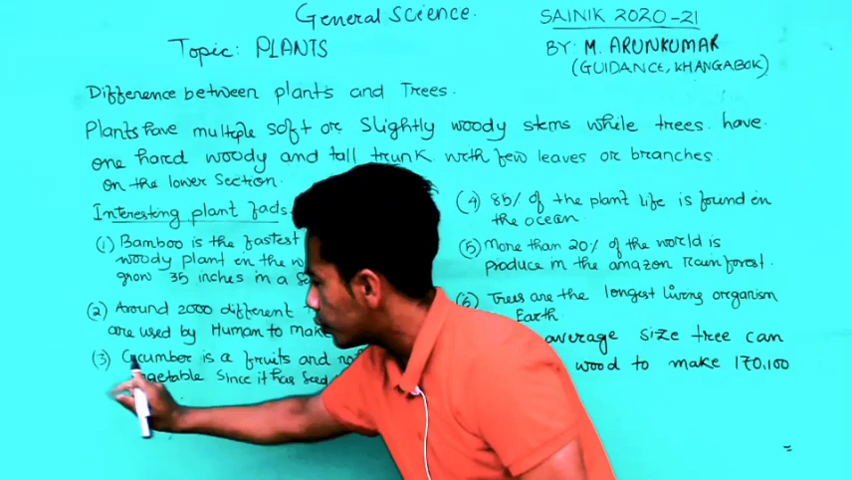 General Science.
SAINIK 2020-21
Topic: PLANTS
BY: M. ARUNKUMAR
(GUIDANCE, KHANGABOK)
Difference between plants and Trees.
Plants have multiple soft or slightly woody stems while trees. have
one hard woody and tall trunk with few leaves or branches
on the lower section.
Interesting plant facts
(1) Bamboo is the fastest
woody plant in the
grow 35 inches in a
(2) Around 2000 different
are used by Human to make
(3) Cucumber is a fruits and
Since it has seed
(4) 85% of the plant life is found in
the ocean
(5) More than 20% of the world is
produce in the amazon rain forest.
(6) Trees are the longest living organism
Earth
average size tree can
wood to make 170,100
=